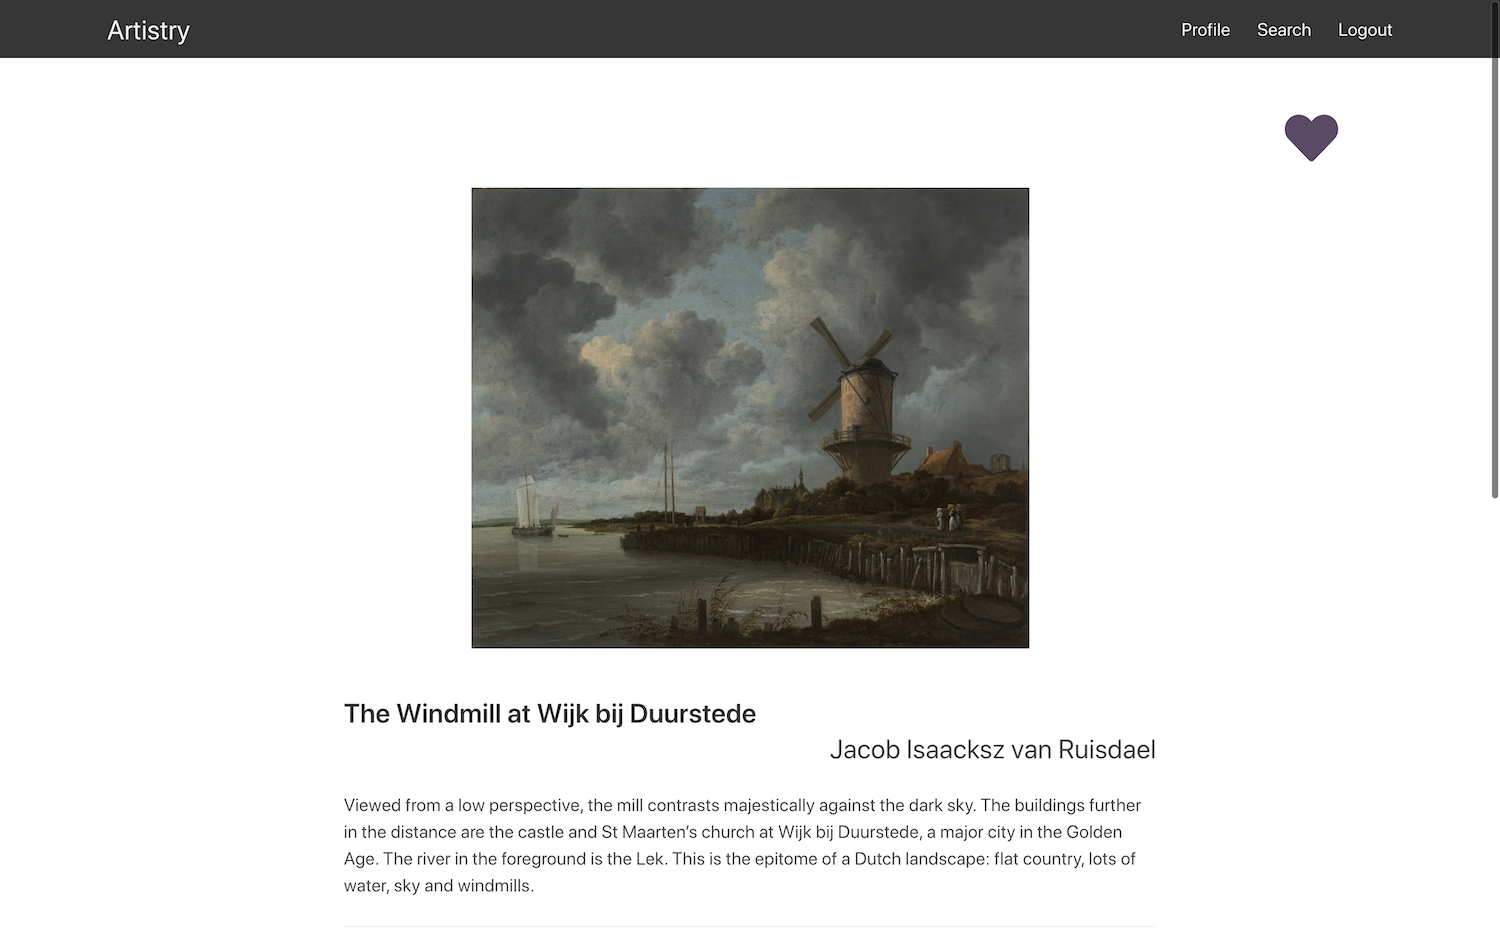 Artistry
Profile Search Logout
The Windmill at Wijk bij Duurstede
Jacob Isaacksz van Ruisdael
Viewed from a low perspective, the mill contrasts majestically against the dark sky. The buildings further
in the distance are the castle and St Maarten’s church at Wijk bij Duurstede, a major city in the Golden
Age. The river in the foreground is the Lek. This is the epitome of a Dutch landscape: flat country, lots of
water, sky and windmills.